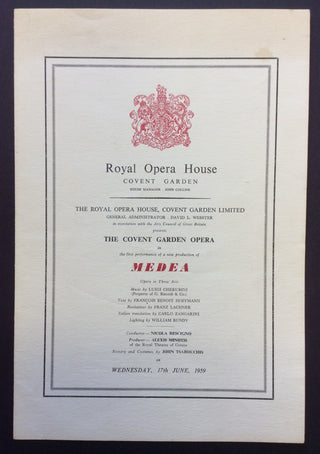 Royal Opera House
COVENT GARDEN
HOUSE MANAGER : JOHN COLLINS
THE ROYAL OPERA HOUSE, COVENT GARDEN LIMITED
GENERAL ADMINISTRATOR : DAVID L. WEBSTER
in association with the Arts Council of Great Britain
presents
THE COVENT GARDEN OPERA
in
the first performance of a new production of
MEDEA
Opera in Three Acts
Music by LUIGI CHERUBINI
(Property of G. Ricordi & Co.)
Text by FRANÇOIS BENOIT HOFFMANN
Recitatives by FRANZ LACHNER
Italian translation by CARLO ZANGARINI
Lighting by WILLIAM BUNDY
Conductor — NICOLA RESCIGNO
Producer — ALEXIS MINOTIS
of the Royal Theatre of Greece
Scenery and Costumes by JOHN TSAROUCHIS
on
WEDNESDAY, 17th JUNE, 1959